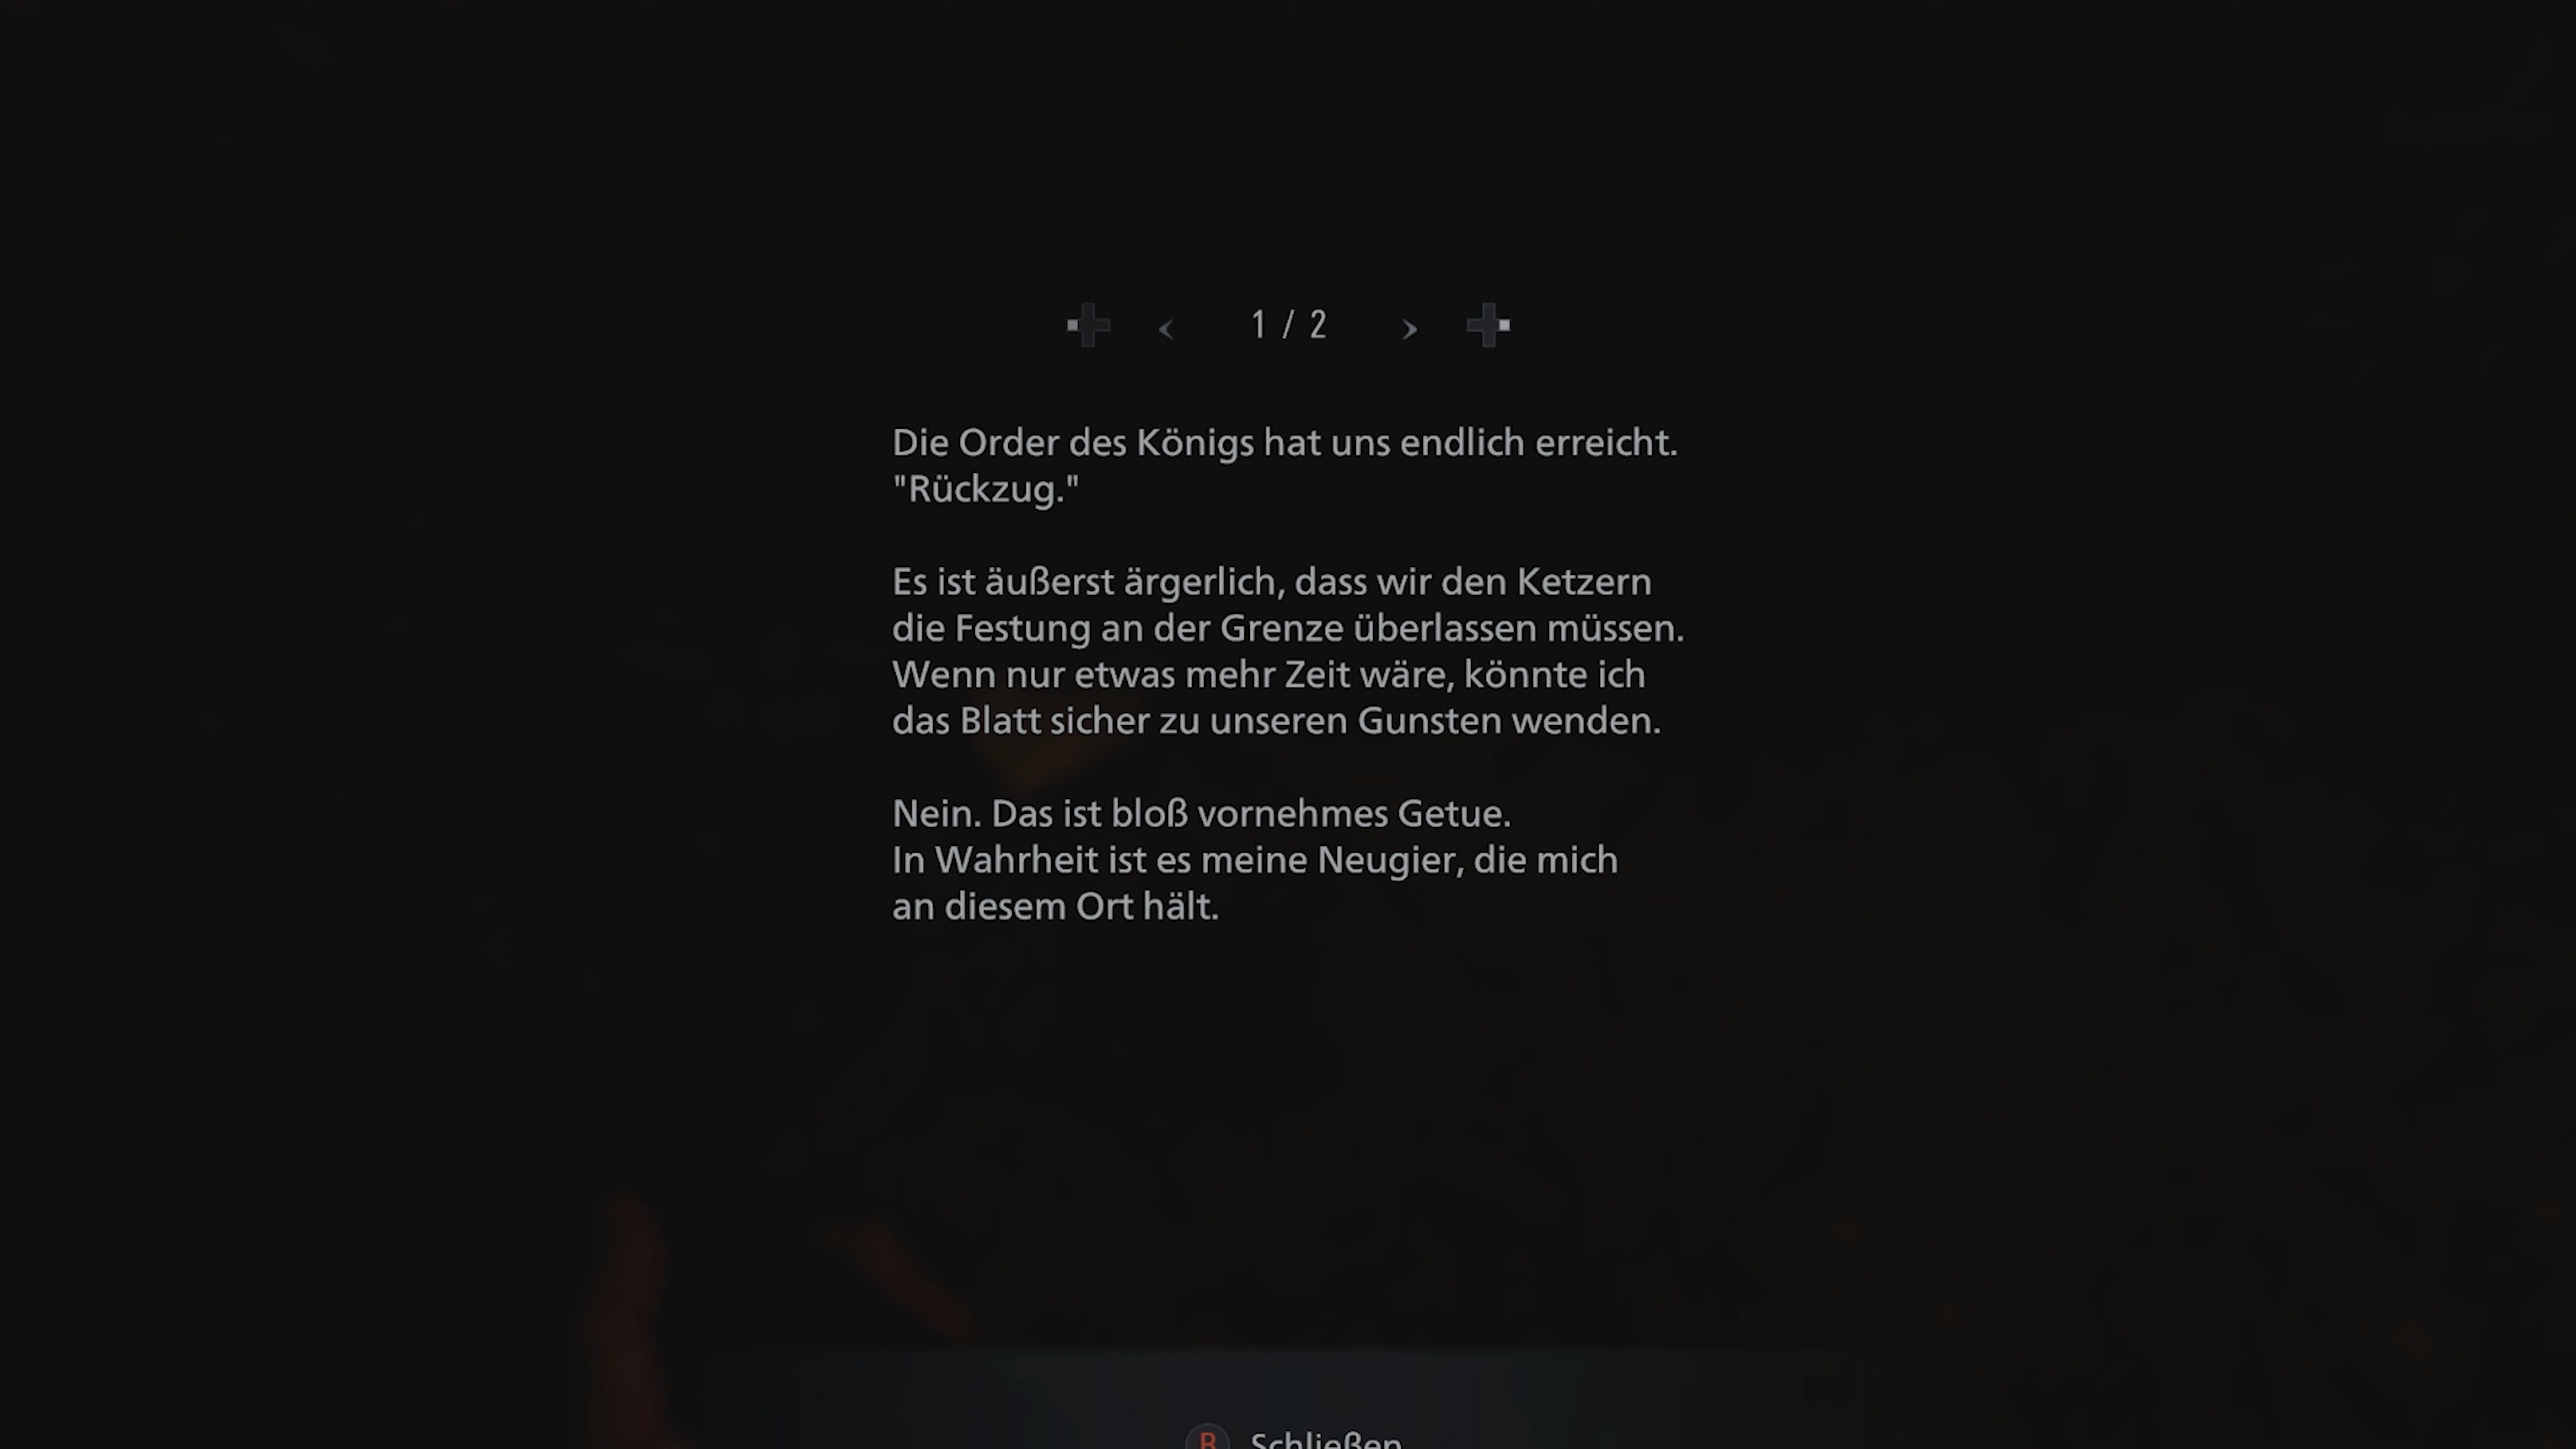 1 / 2
Die Order des Königs hat uns endlich erreicht.
"Rückzug."
Es ist äußerst ärgerlich, dass wir den Ketzern
die Festung an der Grenze überlassen müssen.
Wenn nur etwas mehr Zeit wäre, könnte ich
das Blatt sicher zu unseren Gunsten wenden.
Nein. Das ist bloß vornehmes Getue.
In Wahrheit ist es meine Neugier, die mich
an diesem Ort hält.
B Schließen